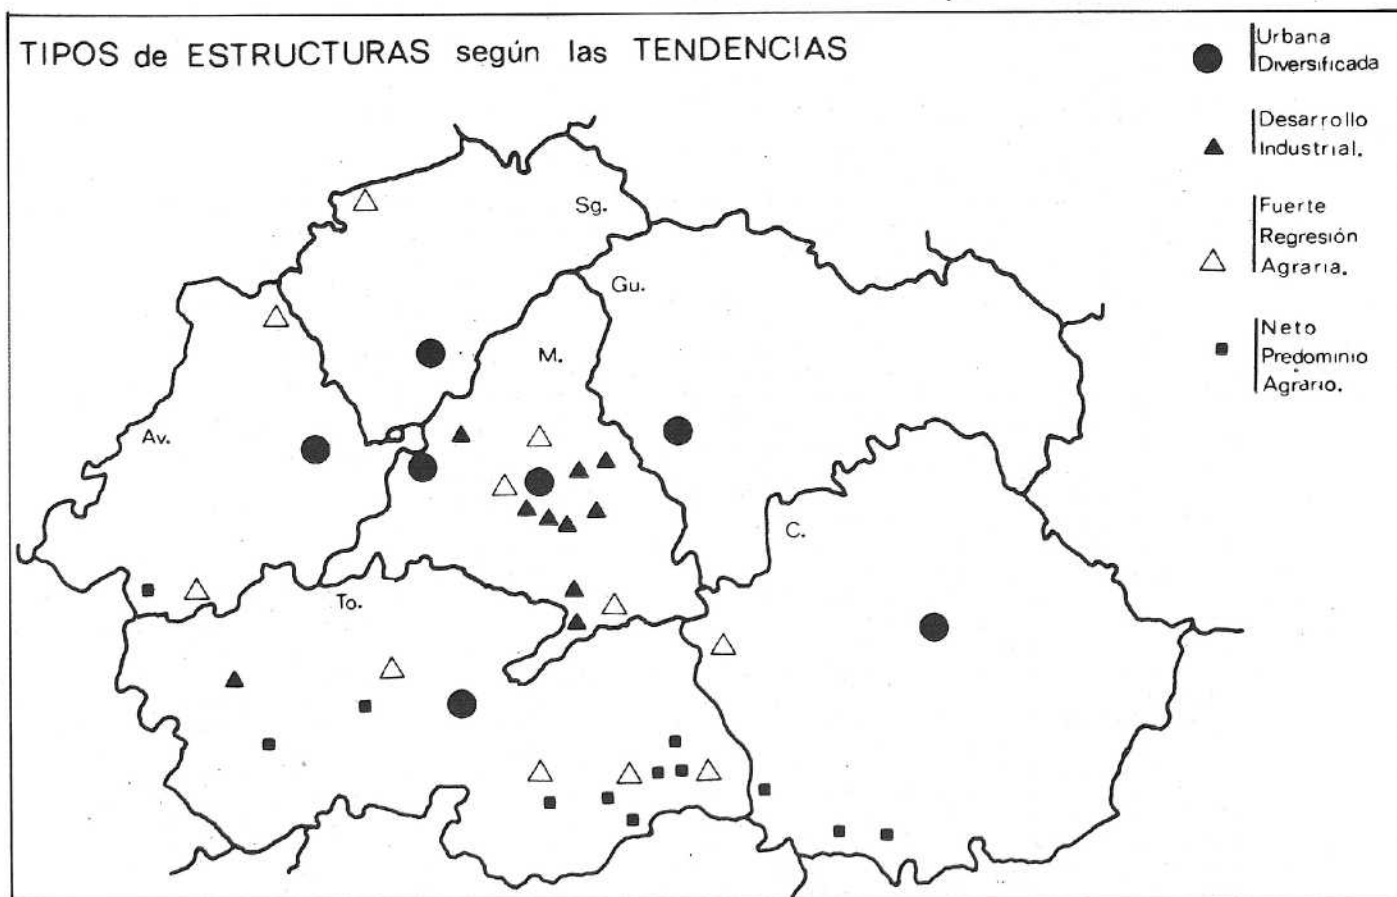 TIPOS de ESTRUCTURAS según las TENDENCIAS
Urbana
Diversificada
Desarrollo
Industrial.
Fuerte
Regresión
Agraria.
Neto
Predominio
Agrario.
Sg.
Gu.
M.
Av.
C.
To.